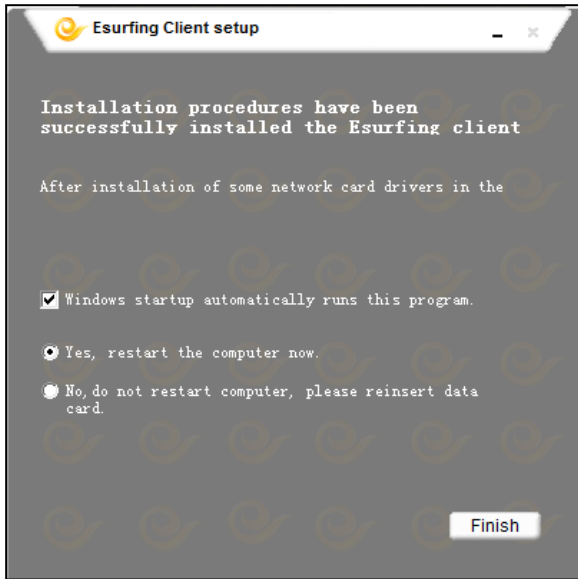 Esurfing Client setup
Installation procedures have been
successfully installed the Esurfing client
After installation of some network card drivers in the
Windows startup automatically runs this program.
Yes, restart the computer now.
No, do not restart computer, please reinsert data
card.
Finish